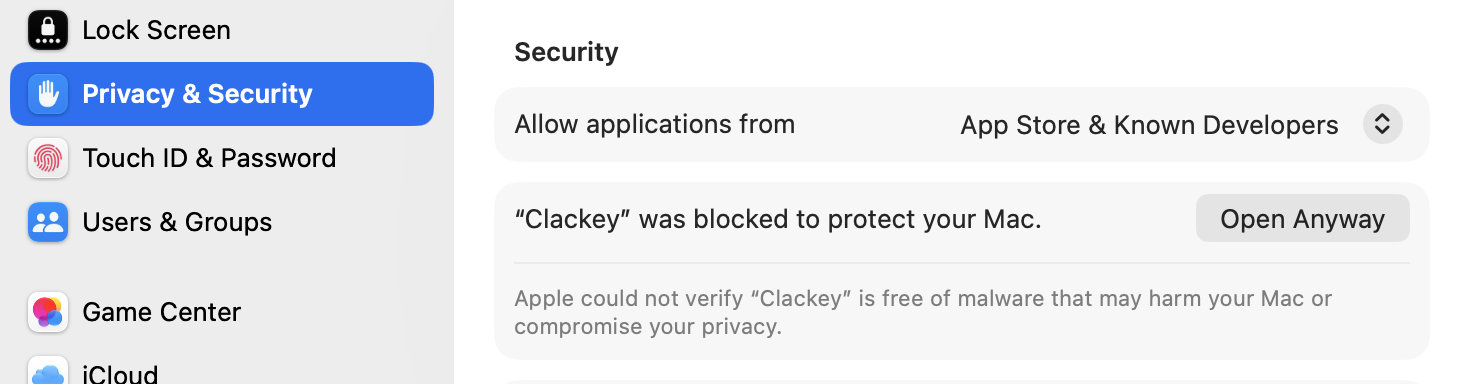 Lock Screen
Privacy & Security
Touch ID & Password
Users & Groups
Game Center
iCloud
Security
Allow applications from App Store & Known Developers
“Clackey” was blocked to protect your Mac. Open Anyway
Apple could not verify “Clackey” is free of malware that may harm your Mac or
compromise your privacy.